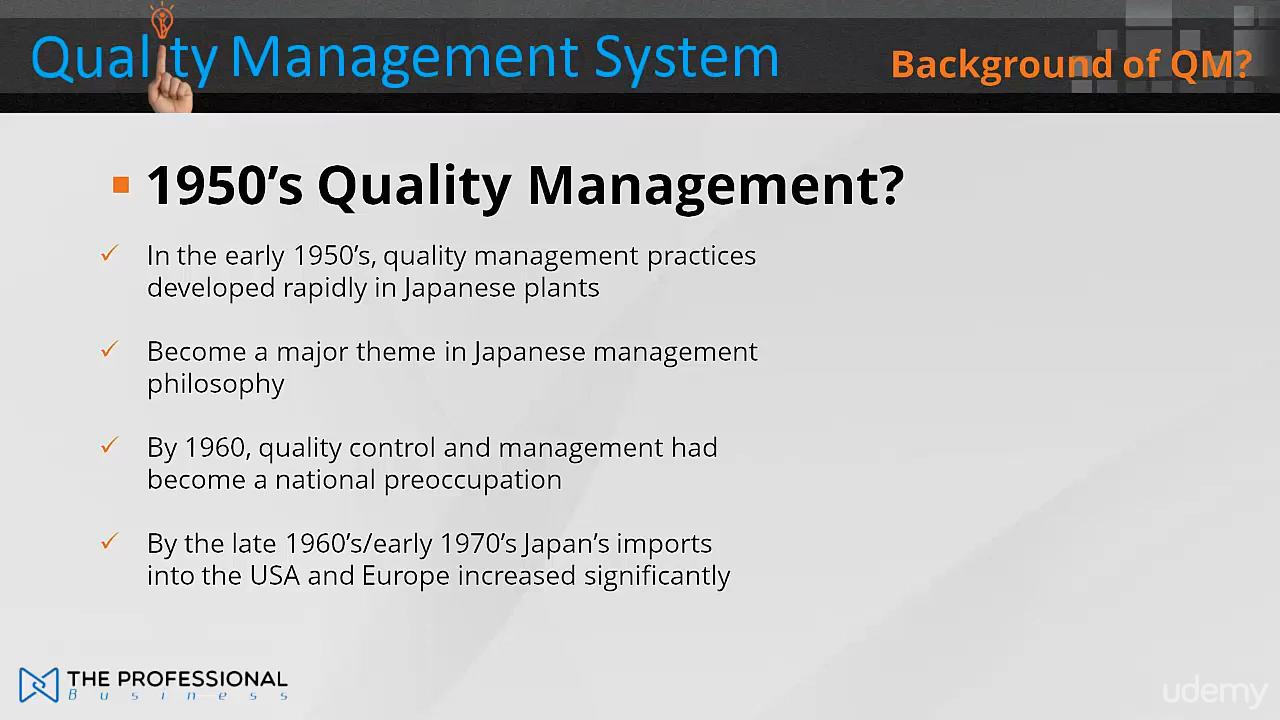 Quality Management System
Background of QM?
1950’s Quality Management?
In the early 1950’s, quality management practices
developed rapidly in Japanese plants
Become a major theme in Japanese management
philosophy
By 1960, quality control and management had
become a national preoccupation
By the late 1960’s/early 1970’s Japan’s imports
into the USA and Europe increased significantly
THE PROFESSIONAL
Business
udemy